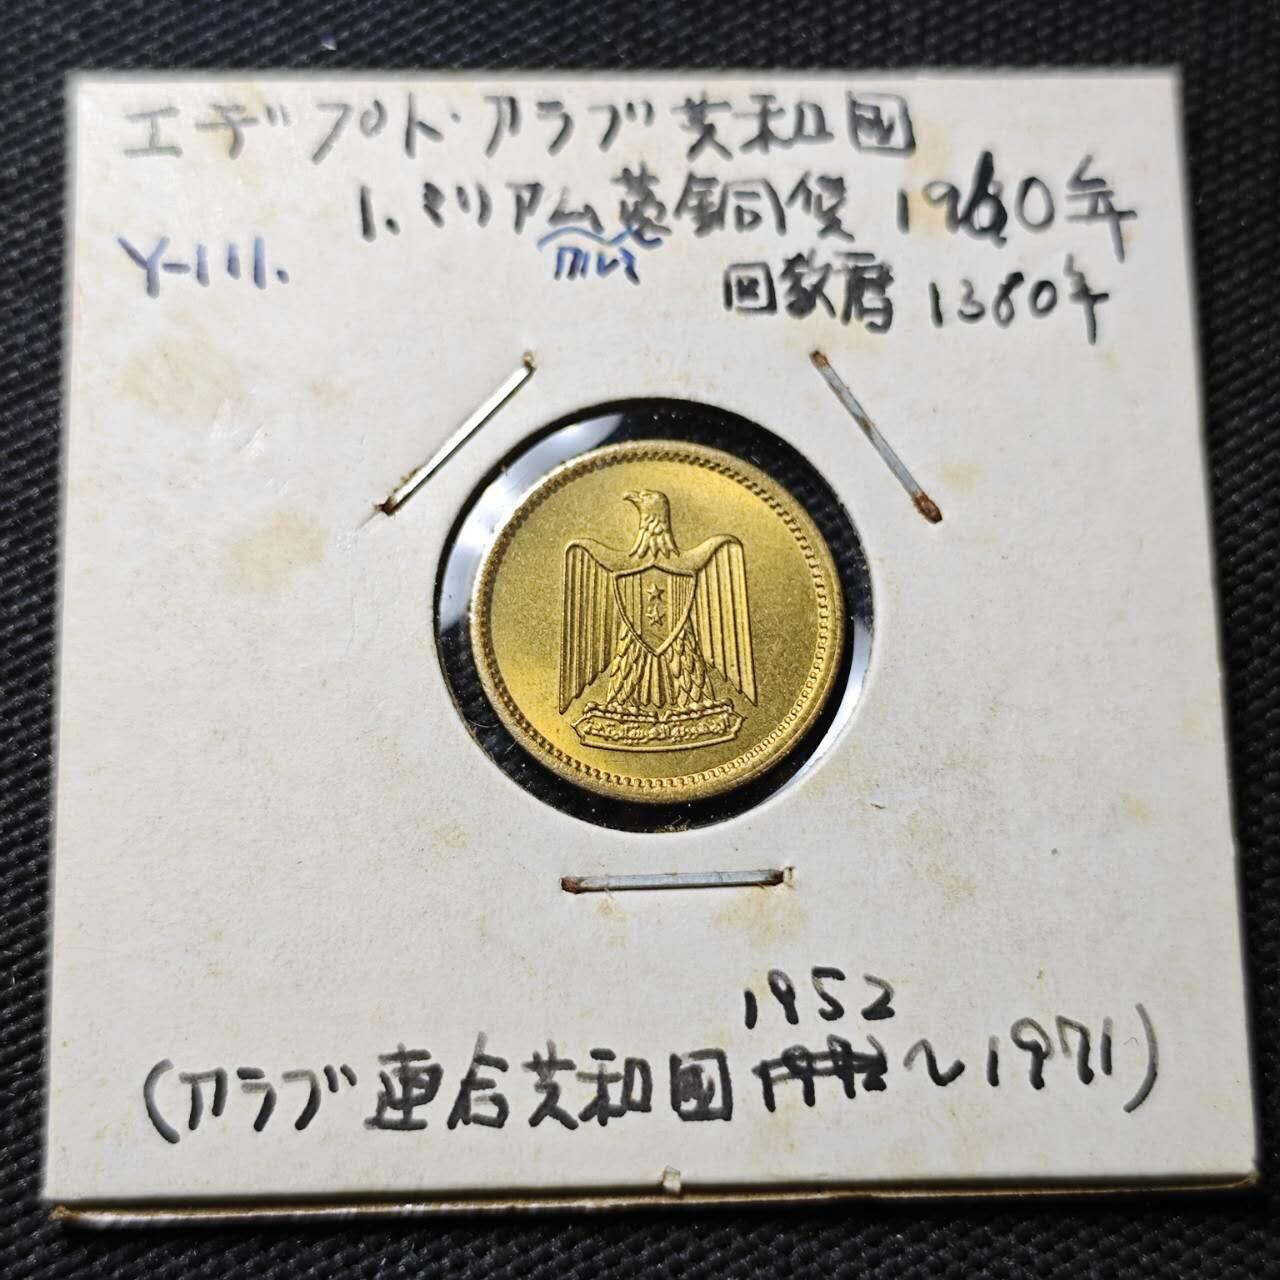 エデプト・アラブ共和国
1.ミリアム黄銅貨 1960年
Y-111.
回教暦 1380年
1952
(アラブ連合共和国 ~1971)